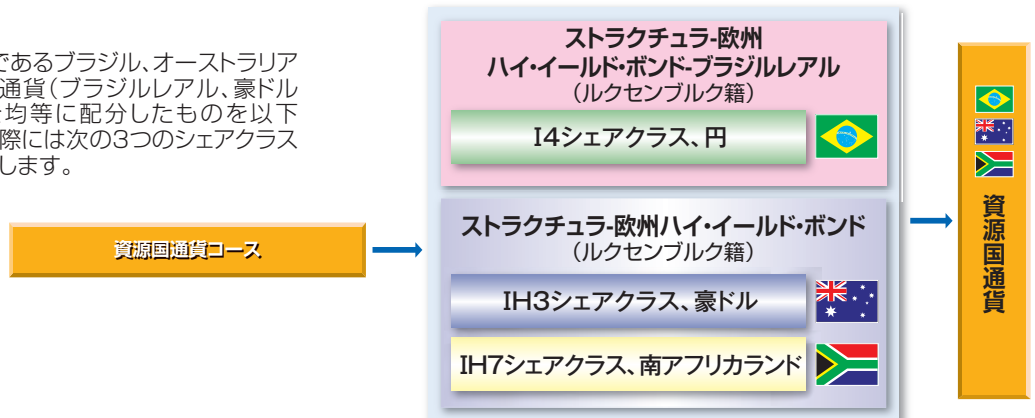 であるブラジル、オーストラリア
通貨(ブラジルレアル、豪ドル
均等に配分したものを以下
際には次の3つのシェアクラス
します。
資源国通貨コース
ストラクチュラ-欧州
ハイ・イールド・ボンド-ブラジルレアル
(ルクセンブルク籍)
I4シェアクラス、円
ストラクチュラ-欧州ハイ・イールド・ボンド
(ルクセンブルク籍)
IH3シェアクラス、豪ドル
IH7シェアクラス、南アフリカランド
資源国通貨